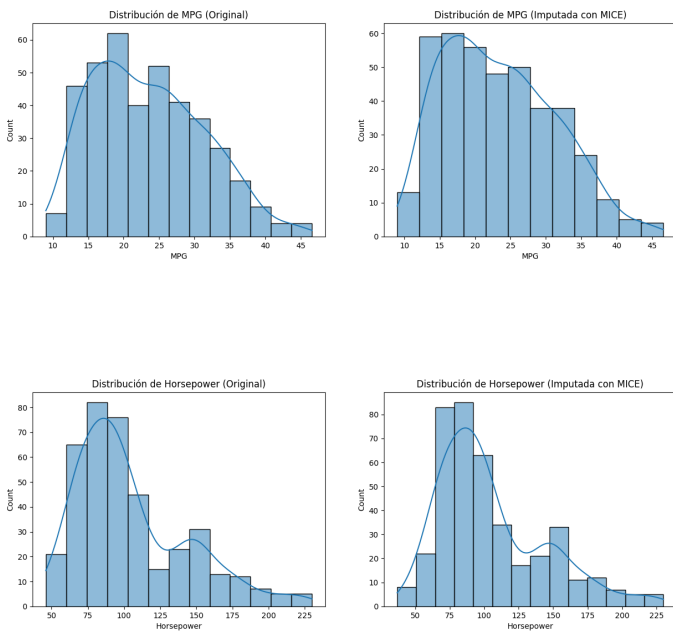 Distribución de MPG (Original)
Count
60
50
40
30
20
10
0
10 15 20 25 30 35 40 45
MPG
Distribución de MPG (Imputada con MICE)
Count
60
50
40
30
20
10
0
10 15 20 25 30 35 40 45
MPG
Distribución de Horsepower (Original)
Count
80
70
60
50
40
30
20
10
0
50 75 100 125 150 175 200 225
Horsepower
Distribución de Horsepower (Imputada con MICE)
Count
80
70
60
50
40
30
20
10
0
50 75 100 125 150 175 200 225
Horsepower